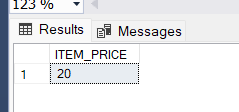 123 %
Results Messages
ITEM_PRICE
1 20